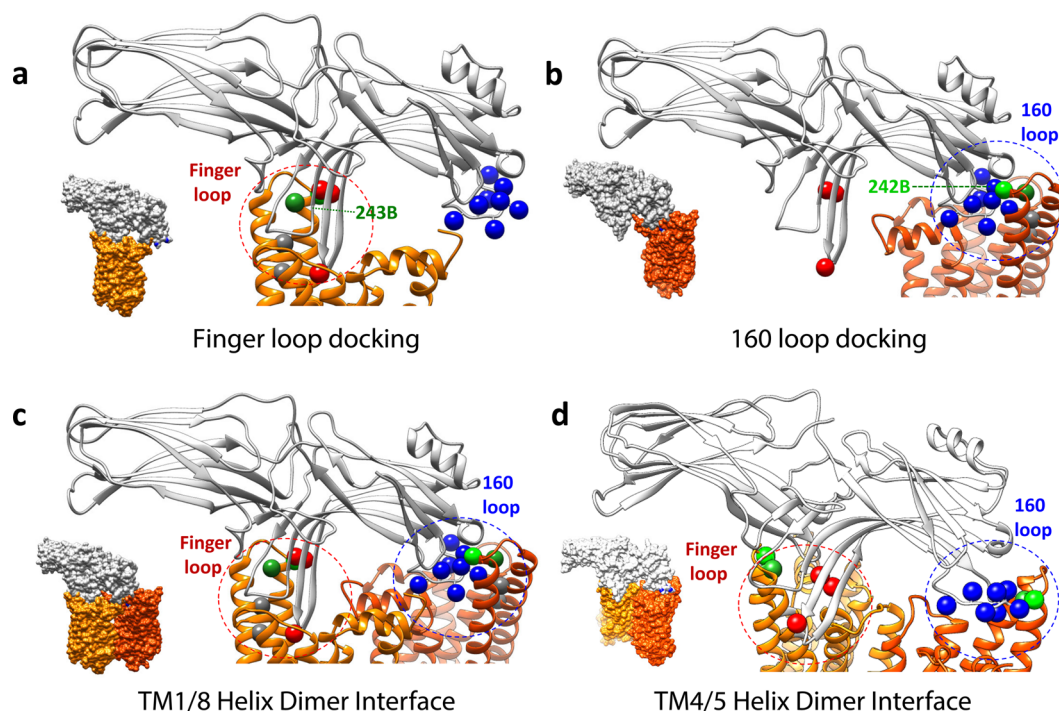 a
Finger
loop
243B
Finger loop docking
b
160
loop
242B
160 loop docking
c
160
loop
Finger
loop
TM1/8 Helix Dimer Interface
d
160
loop
Finger
loop
TM4/5 Helix Dimer Interface